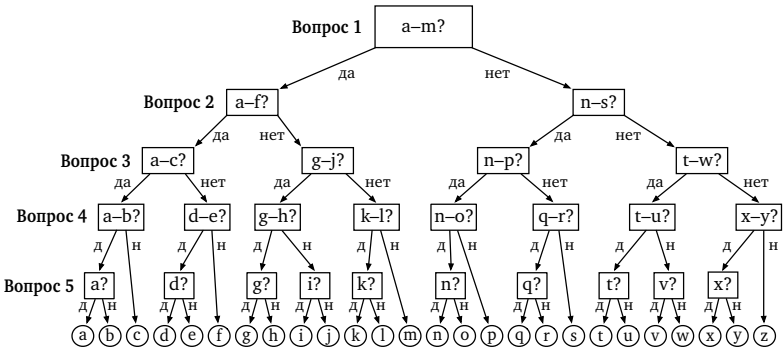 Вопрос 1 a–m?
да нет
Вопрос 2 a–f? n–s?
да нет да нет
Вопрос 3 a–c? g–j? n–p? t–w?
да нет да нет да нет да нет
Вопрос 4 a–b? d–e? g–h? k–l? n–o? q–r? t–u? x–y?
д н д н д н д н д н д н д н д н
Вопрос 5 a? d? g? i? k? n? q? t? v? x?
д н д н д н д н д н д н д н д н д н д н
a b c d e f g h i j k l m n o p q r s t u v w x y z